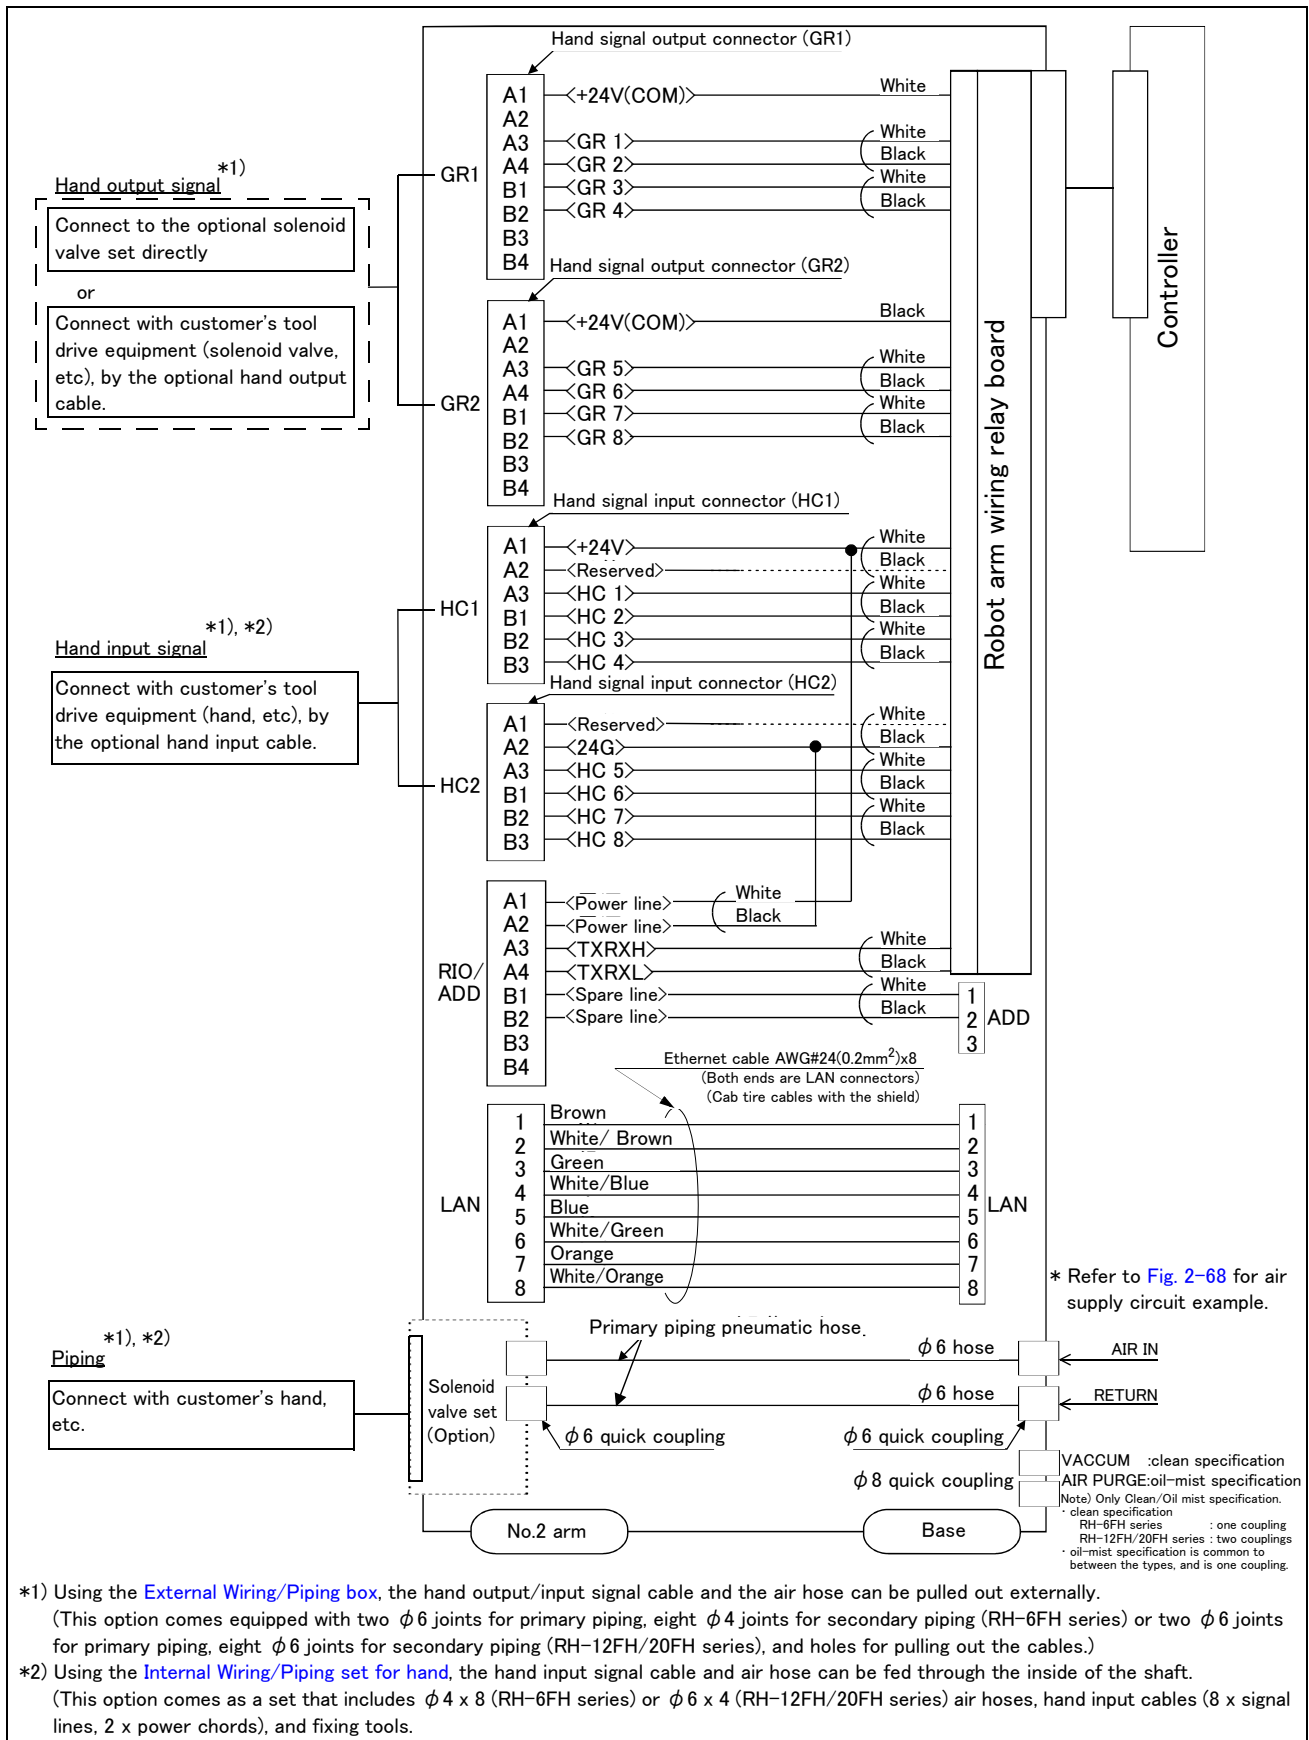 Hand signal output connector (GR1)
A1 <+24V(COM)> White
A2
A3 <GR 1> White
A4 <GR 2> Black
B1 <GR 3> White
B2 <GR 4> Black
B3
B4
GR1
*1)
Hand output signal
Connect to the optional solenoid
valve set directly
or
Connect with customer's tool
drive equipment (solenoid valve,
etc), by the optional hand output
cable.
Hand signal output connector (GR2)
A1 <+24V(COM)> Black
A2
A3 <GR 5> White
A4 <GR 6> Black
B1 <GR 7> White
B2 <GR 8> Black
B3
B4
GR2
Robot arm wiring relay board
Controller
Hand signal input connector (HC1)
A1 <+24V> White
A2 <Reserved> Black
A3 <HC 1> White
B1 <HC 2> Black
B2 <HC 3> White
B3 <HC 4> Black
HC1
*1), *2)
Hand input signal
Connect with customer's tool
drive equipment (hand, etc), by
the optional hand input cable.
Hand signal input connector (HC2)
A1 <Reserved> White
A2 <24G> Black
A3 <HC 5> White
B1 <HC 6> Black
B2 <HC 7> White
B3 <HC 8> Black
HC2
A1 <Power line> White
A2 <Power line> Black
A3 <TXRXH> White
A4 <TXRXL> Black
B1 <Spare line> White 1
B2 <Spare line> Black 2
B3 3
B4
RIO/
ADD
ADD
Ethernet cable AWG#24(0.2mm2)x8
(Both ends are LAN connectors)
(Cab tire cables with the shield)
1 Brown 1
2 White/ Brown 2
3 Green 3
4 White/Blue 4
5 Blue 5
6 White/Green 6
7 Orange 7
8 White/Orange 8
LAN
LAN
* Refer to Fig. 2-68 for air
supply circuit example.
*1), *2)
Piping
Connect with customer's hand,
etc.
Solenoid
valve set
(Option)
Primary piping pneumatic hose.
φ6 hose AIR IN
φ6 hose RETURN
φ6 quick coupling
φ6 quick coupling
φ8 quick coupling
VACCUM :clean specification
AIR PURGE:oil-mist specification
Note) Only Clean/Oil mist specification.
・clean specification
RH-6FH series : one coupling
RH-12FH/20FH series : two couplings
・oil-mist specification is common to
between the types, and is one coupling.
No.2 arm
Base
*1) Using the External Wiring/Piping box, the hand output/input signal cable and the air hose can be pulled out externally.
(This option comes equipped with two φ6 joints for primary piping, eight φ4 joints for secondary piping (RH-6FH series) or two φ6 joints
for primary piping, eight φ6 joints for secondary piping (RH-12FH/20FH series), and holes for pulling out the cables.)
*2) Using the Internal Wiring/Piping set for hand, the hand input signal cable and air hose can be fed through the inside of the shaft.
(This option comes as a set that includes φ4 x 8 (RH-6FH series) or φ6 x 4 (RH-12FH/20FH series) air hoses, hand input cables (8 x signal
lines, 2 x power chords), and fixing tools.